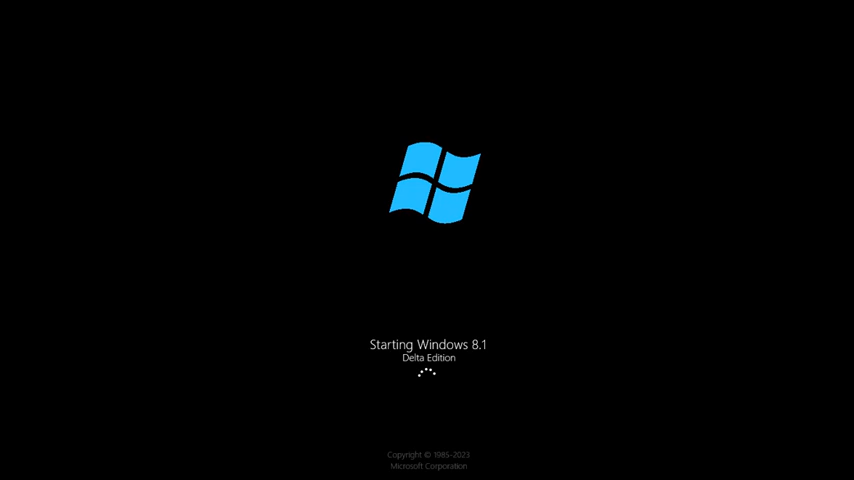 Starting Windows 8.1
Delta Edition
Copyright © 1985-2023
Microsoft Corporation